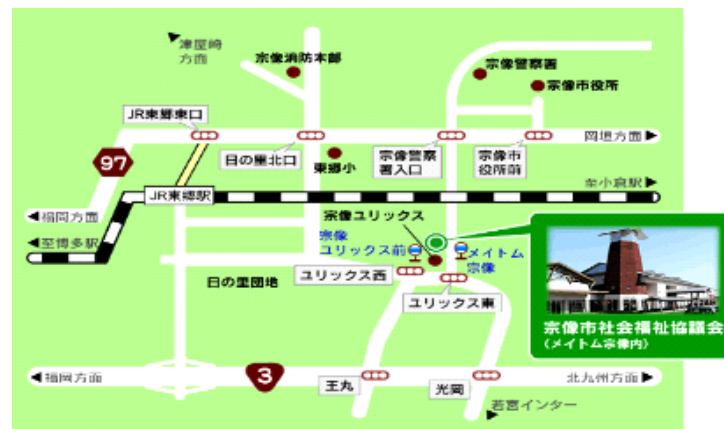 津屋崎
方面
宗像消防本部
宗像警察署
宗像市役所
JR東郷東口
97
日の里北口
東郷小
宗像警察
署入口
宗像市
役所前
岡垣方面
JR東郷駅
至小倉駅
福岡方面
至博多駅
宗像ユリックス
宗像
ユリックス前
メイトム
宗像
ユリックス西
日の里団地
ユリックス東
宗像市社会福祉協議会
(メイトム宗像内)
福岡方面
3
王丸
光岡
北九州方面
若宮インター